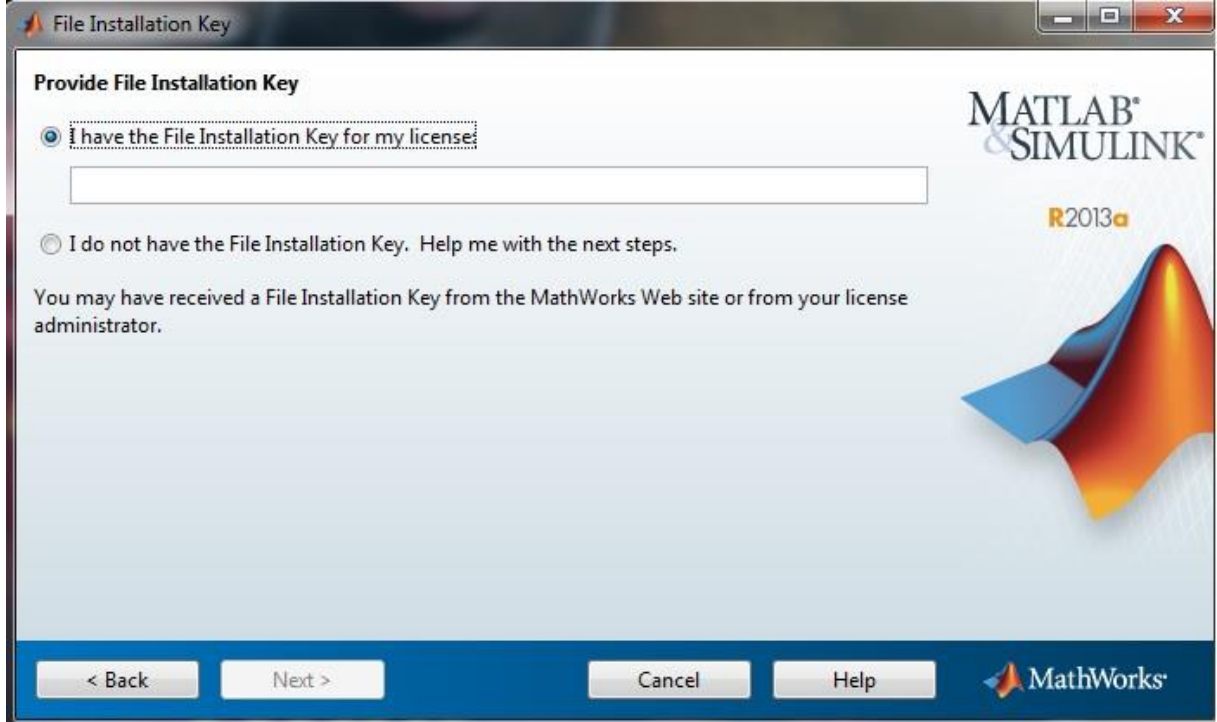 File Installation Key
Provide File Installation Key
I have the File Installation Key for my license:
I do not have the File Installation Key. Help me with the next steps.
You may have received a File Installation Key from the MathWorks Web site or from your license
administrator.
MATLAB®
&SIMULINK®
R2013a
< Back
Next >
Cancel
Help
MathWorks®